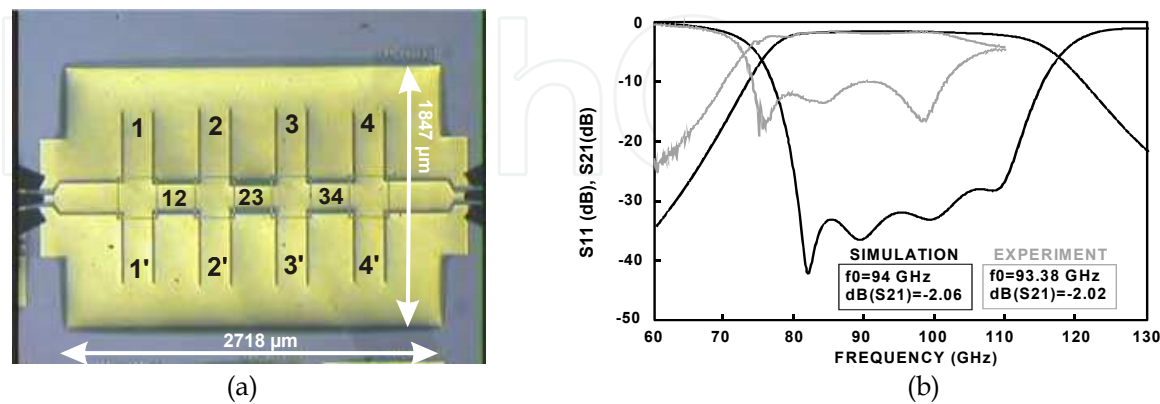 1 2 3 4
12 23 34
1' 2' 3' 4'
1847 µm
2718 µm
(a)
S11 (dB), S21(dB)
0
-10
-20
-30
-40
-50
60 70 80 90 100 110 120 130
FREQUENCY (GHz)
SIMULATION
f0=94 GHz
dB(S21)=-2.06
EXPERIMENT
f0=93.38 GHz
dB(S21)=-2.02
(b)